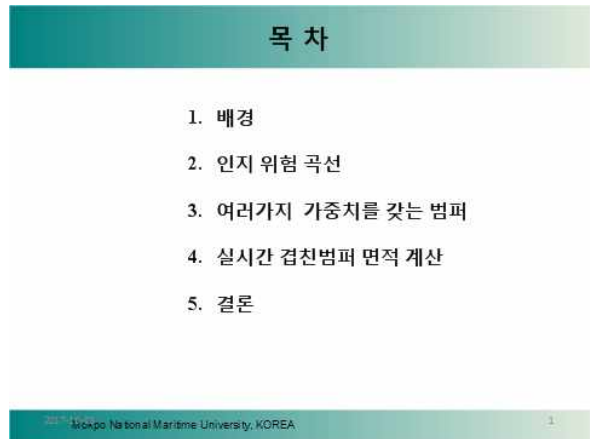 목 차
1. 배경
2. 인지 위험 곡선
3. 여러가지 가중치를 갖는 범퍼
4. 실시간 겹친범퍼 면적 계산
5. 결론
Mokpo National Maritime University, KOREA
1